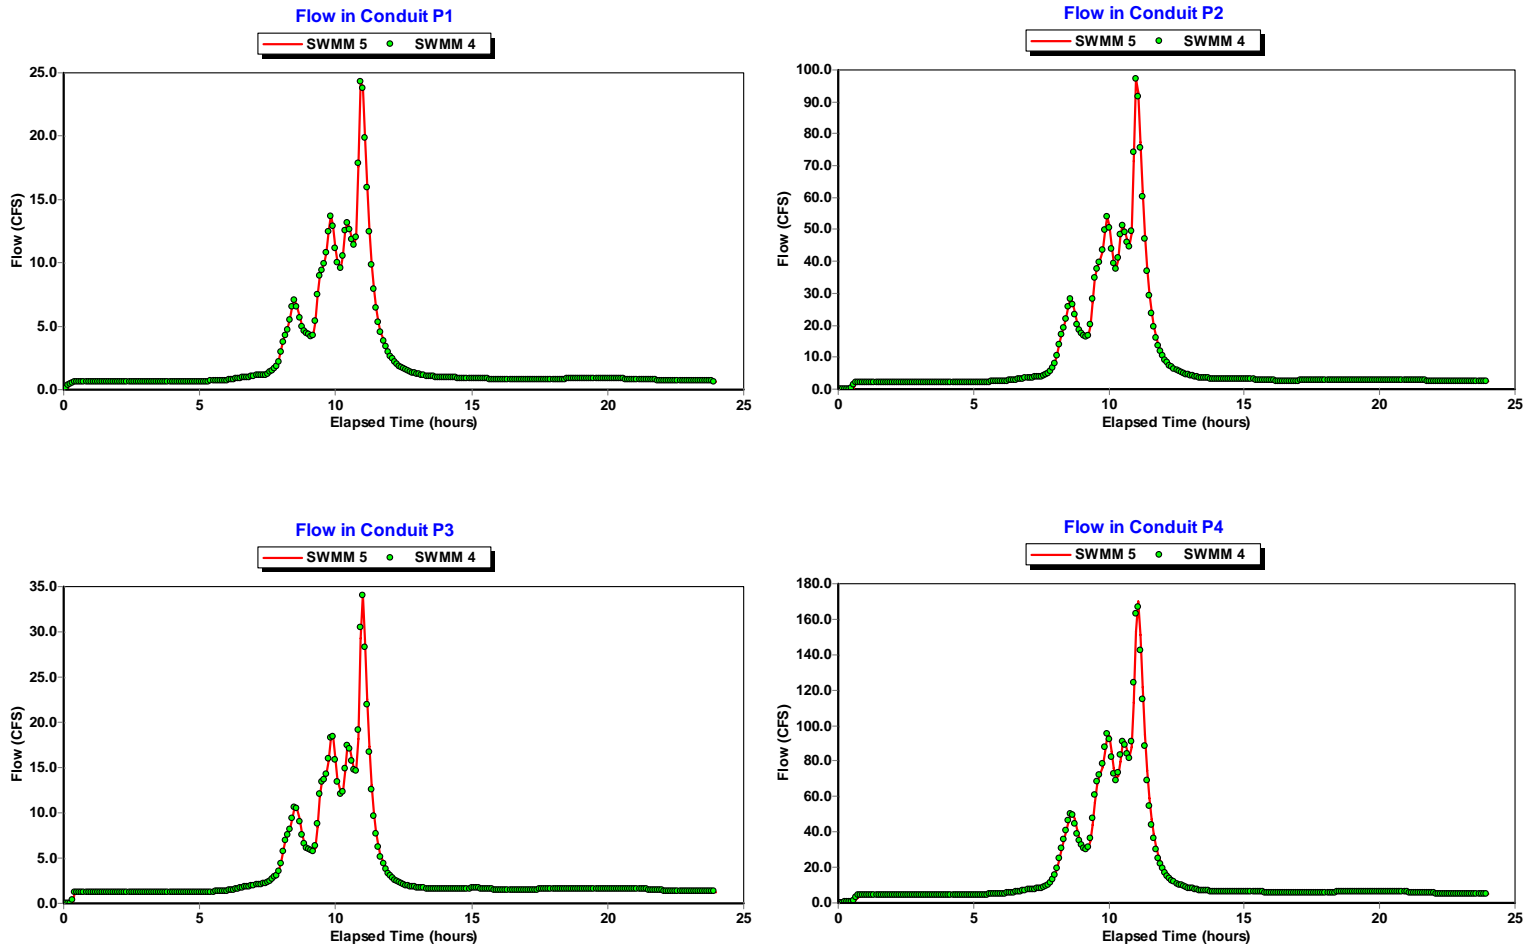 Flow in Conduit P1
SWMM 5 SWMM 4
25.0
20.0
15.0
10.0
5.0
0.0
Flow (CFS)
0 5 10 15 20 25
Elapsed Time (hours)
Flow in Conduit P2
SWMM 5 SWMM 4
100.0
90.0
80.0
70.0
60.0
50.0
40.0
30.0
20.0
10.0
0.0
Flow (CFS)
0 5 10 15 20 25
Elapsed Time (hours)
Flow in Conduit P3
SWMM 5 SWMM 4
35.0
30.0
25.0
20.0
15.0
10.0
5.0
0.0
Flow (CFS)
0 5 10 15 20 25
Elapsed Time (hours)
Flow in Conduit P4
SWMM 5 SWMM 4
180.0
160.0
140.0
120.0
100.0
80.0
60.0
40.0
20.0
0.0
Flow (CFS)
0 5 10 15 20 25
Elapsed Time (hours)